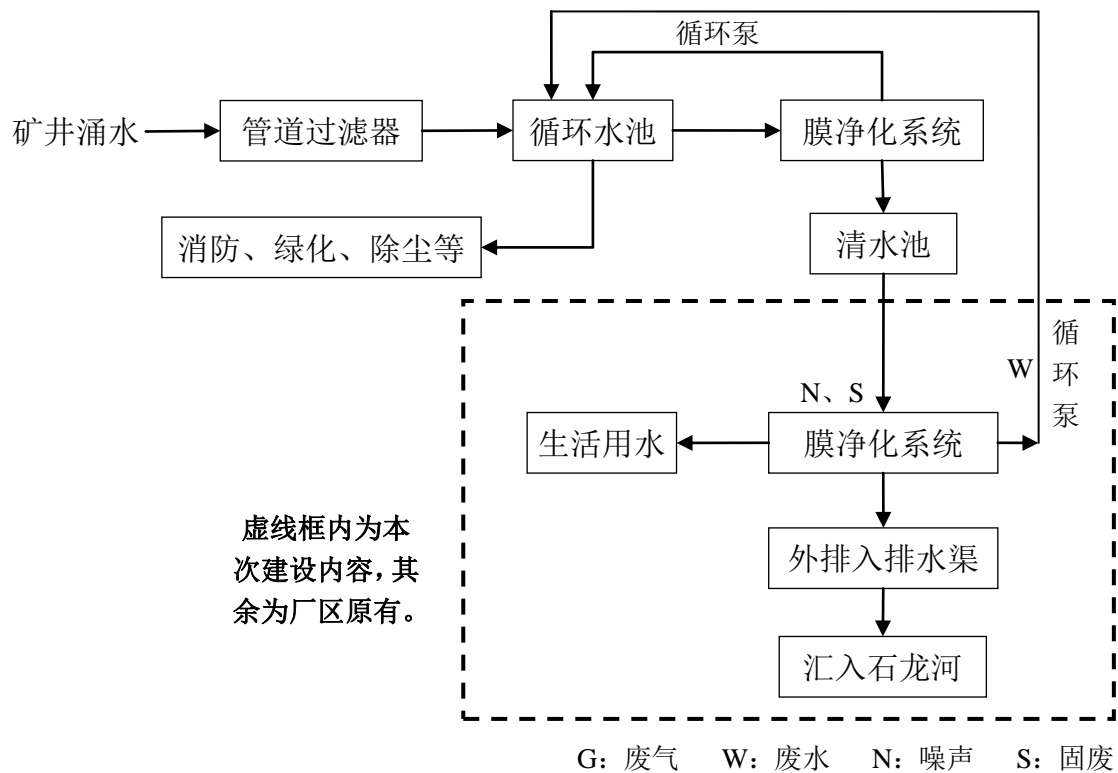 循环泵
矿井涌水
管道过滤器
循环水池
膜净化系统
消防、绿化、除尘等
清水池
循环泵
W
N、S
生活用水
膜净化系统
虚线框内为本
次建设内容，其
余为厂区原有。
外排入排水渠
汇入石龙河
G：废气 W：废水 N：噪声 S：固废